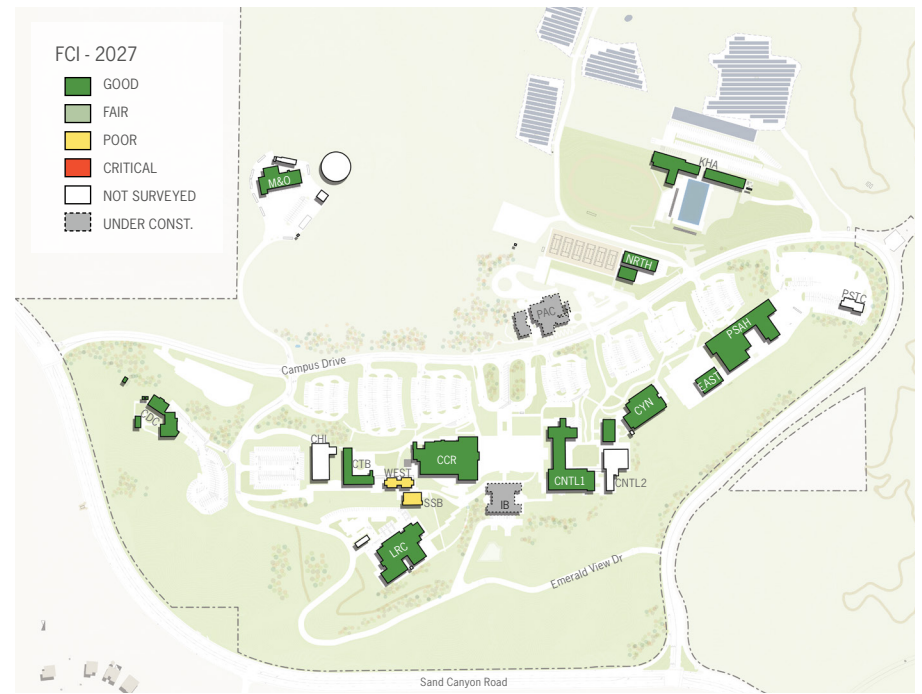 FCI - 2027
GOOD
FAIR
POOR
CRITICAL
NOT SURVEYED
UNDER CONST.
M&O
KHA
NRTH
PSTC
PAC
PSAH
Campus Drive
EAST
CYN
CDC
CHL
CTB
WEST
CCR
CNTL1
CNTL2
SSB
IB
LRC
Emerald View Dr
Sand Canyon Road